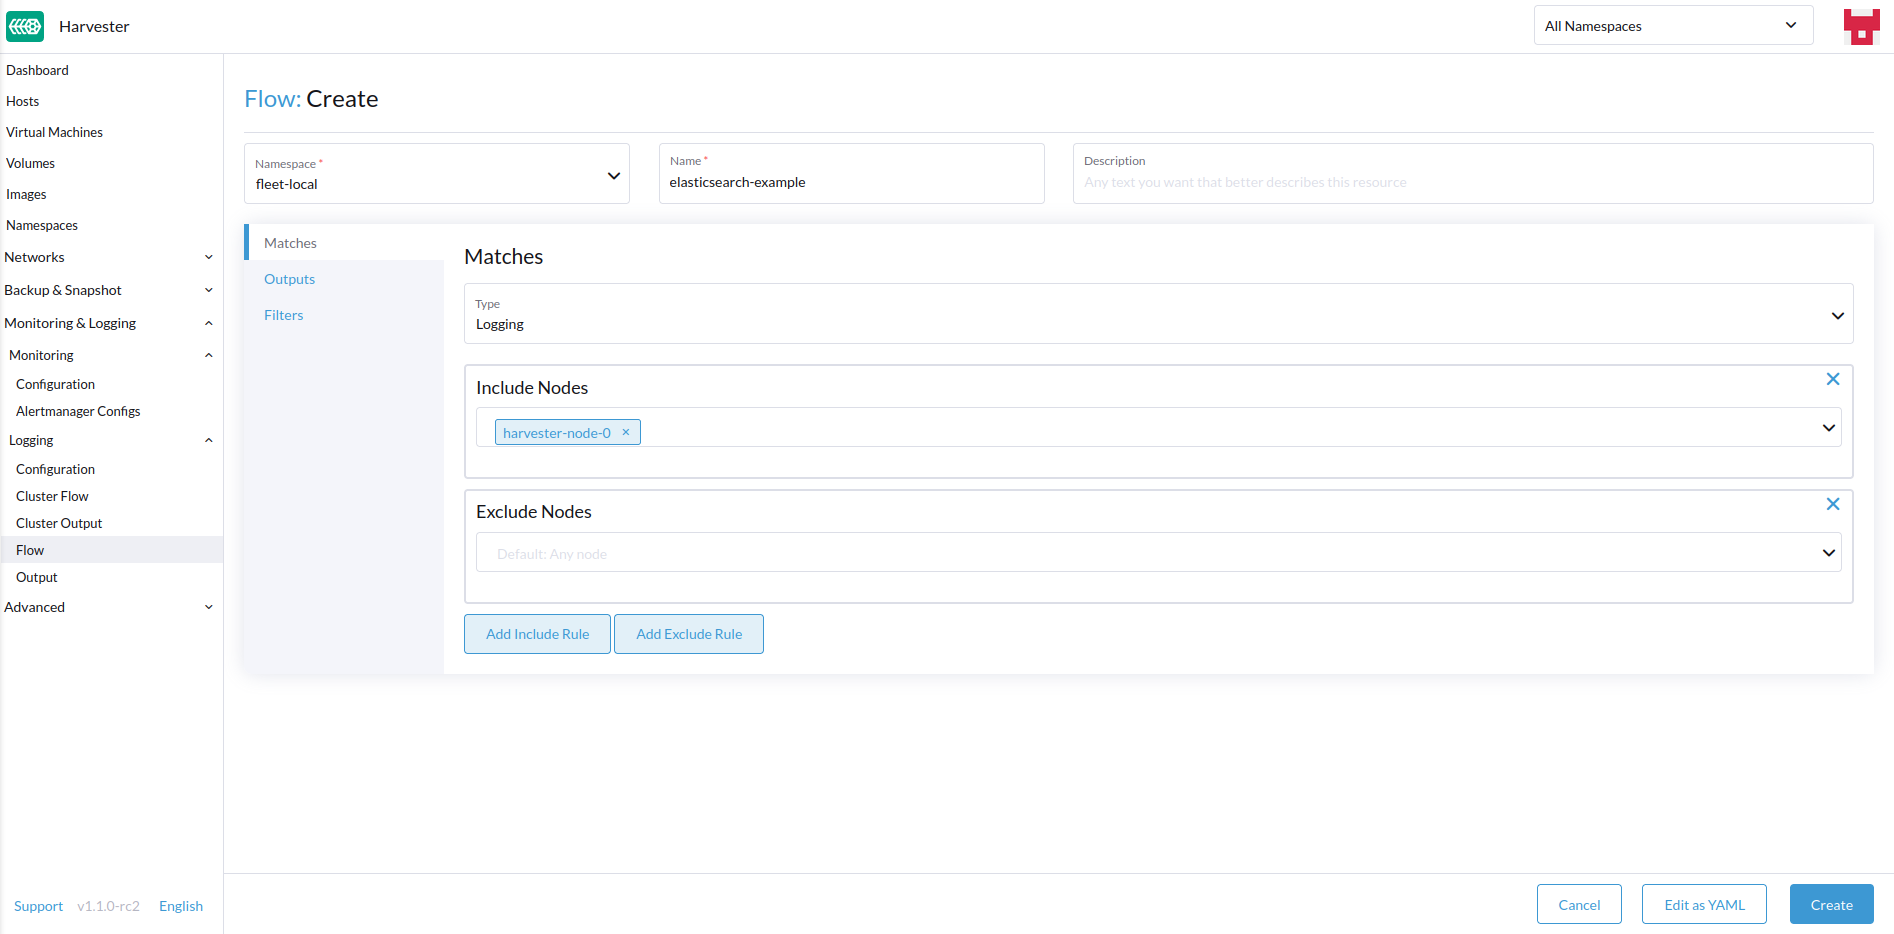 Harvester
All Namespaces
Dashboard
Hosts
Virtual Machines
Volumes
Images
Namespaces
Networks
Backup & Snapshot
Monitoring & Logging
Monitoring
Configuration
Alertmanager Configs
Logging
Configuration
Cluster Flow
Cluster Output
Flow
Output
Advanced
Support v1.1.0-rc2 English
Flow: Create
Namespace *
fleet-local
Name *
elasticsearch-example
Description
Any text you want that better describes this resource
Matches
Outputs
Filters
Matches
Type
Logging
Include Nodes
harvester-node-0 ×
Exclude Nodes
Default: Any node
Add Include Rule Add Exclude Rule
Cancel Edit as YAML Create